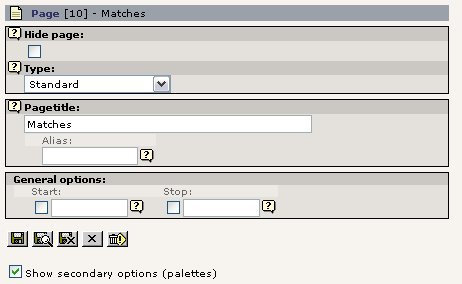 Page [10] - Matches
Hide page:
Type:
Standard
Pagetitle:
Matches
Alias:
General options:
Start: Stop:
Show secondary options (palettes)